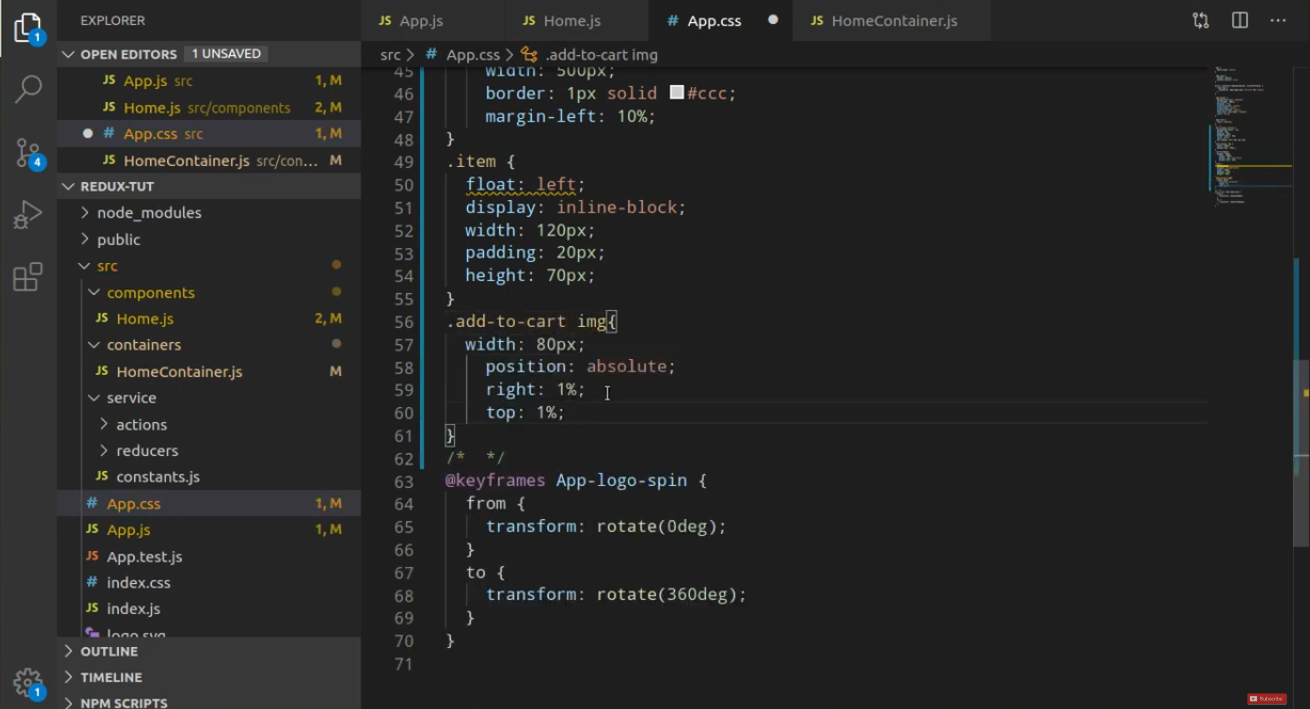 EXPLORER
OPEN EDITORS 1 UNSAVED
JS App.js src 1, M
JS Home.js src/components 2, M
# App.css src 1, M
JS HomeContainer.js src/con... M
REDUX-TUT
node_modules
public
src
components
JS Home.js 2, M
containers
JS HomeContainer.js M
service
actions
reducers
JS constants.js
# App.css 1, M
JS App.js 1, M
JS App.test.js
# index.css
JS index.js
logo.svg
OUTLINE
TIMELINE
NPM SCRIPTS
1
4
1
JS App.js JS Home.js # App.css JS HomeContainer.js
src > # App.css > .add-to-cart img
45 width: 500px;
46 border: 1px solid #ccc;
47 margin-left: 10%;
48 }
49 .item {
50 float: left;
51 display: inline-block;
52 width: 120px;
53 padding: 20px;
54 height: 70px;
55 }
56 .add-to-cart img{
57 width: 80px;
58 position: absolute;
59 right: 1%;
60 top: 1%;
61 }
62 /* */
63 @keyframes App-logo-spin {
64 from {
65 transform: rotate(0deg);
66 }
67 to {
68 transform: rotate(360deg);
69 }
70 }
71
Subscribe